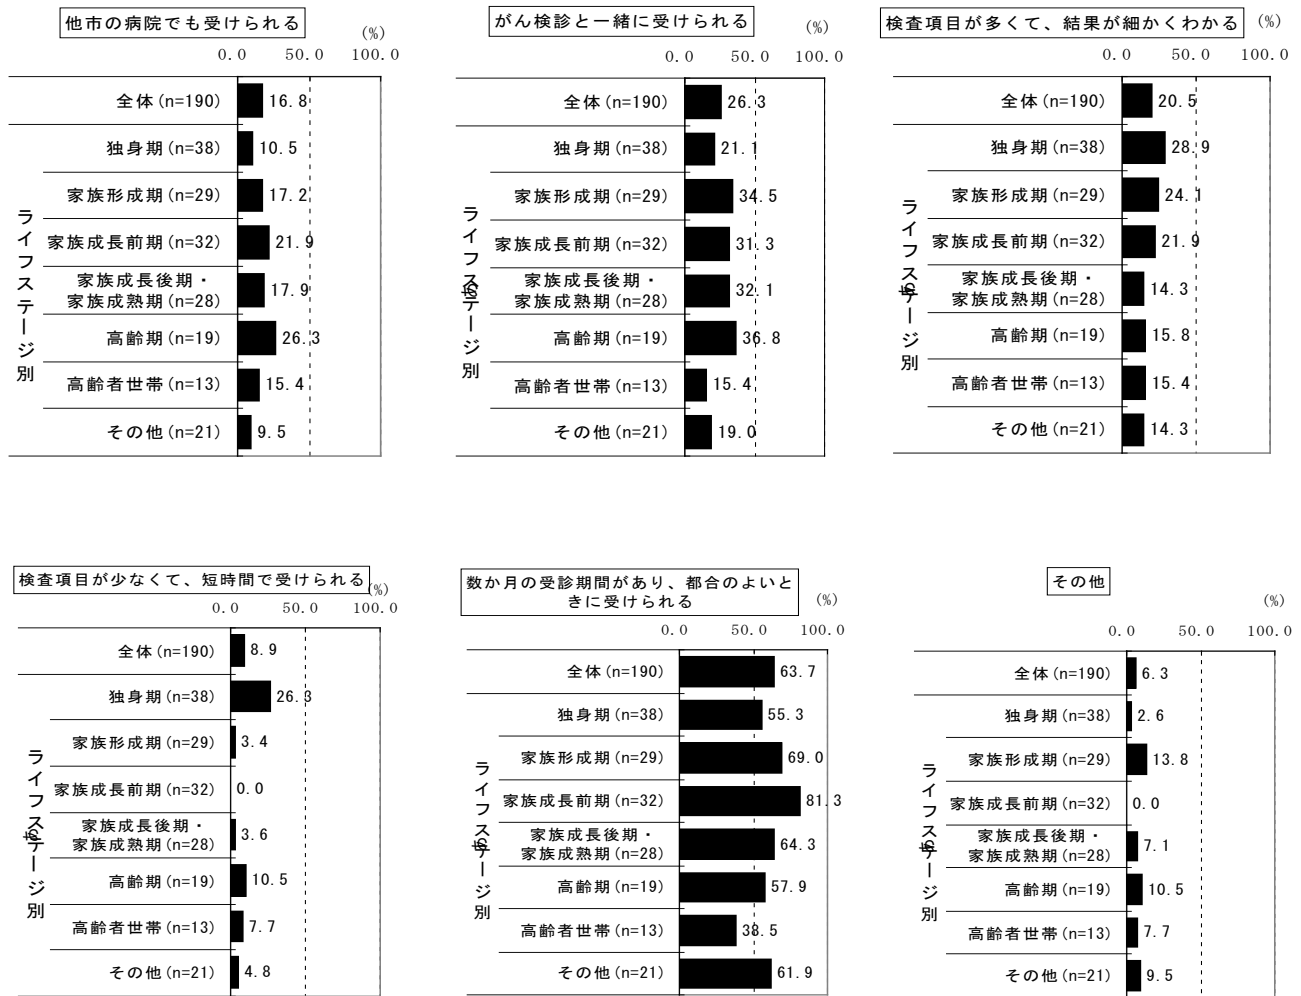 他市の病院でも受けられる
(%)
0.0 50.0 100.0
全体(n=190) 16.8
独身期(n=38) 10.5
家族形成期(n=29) 17.2
家族成長前期(n=32) 21.9
家族成長後期・
家族成熟期(n=28) 17.9
高齢期(n=19) 26.3
高齢者世帯(n=13) 15.4
その他(n=21) 9.5
ライフステージ別
がん検診と一緒に受けられる
(%)
0.0 50.0 100.0
全体(n=190) 26.3
独身期(n=38) 21.1
家族形成期(n=29) 34.5
家族成長前期(n=32) 31.3
家族成長後期・
家族成熟期(n=28) 32.1
高齢期(n=19) 36.8
高齢者世帯(n=13) 15.4
その他(n=21) 19.0
ライフステージ別
検査項目が多くて、結果が細かくわかる
(%)
0.0 50.0 100.0
全体(n=190) 20.5
独身期(n=38) 28.9
家族形成期(n=29) 24.1
家族成長前期(n=32) 21.9
家族成長後期・
家族成熟期(n=28) 14.3
高齢期(n=19) 15.8
高齢者世帯(n=13) 15.4
その他(n=21) 14.3
ライフステージ別
検査項目が少なくて、短時間で受けられる
(%)
0.0 50.0 100.0
全体(n=190) 8.9
独身期(n=38) 26.3
家族形成期(n=29) 3.4
家族成長前期(n=32) 0.0
家族成長後期・
家族成熟期(n=28) 3.6
高齢期(n=19) 10.5
高齢者世帯(n=13) 7.7
その他(n=21) 4.8
ライフステージ別
数か月の受診期間があり、都合のよいと
きに受けられる
(%)
0.0 50.0 100.0
全体(n=190) 63.7
独身期(n=38) 55.3
家族形成期(n=29) 69.0
家族成長前期(n=32) 81.3
家族成長後期・
家族成熟期(n=28) 64.3
高齢期(n=19) 57.9
高齢者世帯(n=13) 38.5
その他(n=21) 61.9
ライフステージ別
その他
(%)
0.0 50.0 100.0
全体(n=190) 6.3
独身期(n=38) 2.6
家族形成期(n=29) 13.8
家族成長前期(n=32) 0.0
家族成長後期・
家族成熟期(n=28) 7.1
高齢期(n=19) 10.5
高齢者世帯(n=13) 7.7
その他(n=21) 9.5
ライフステージ別